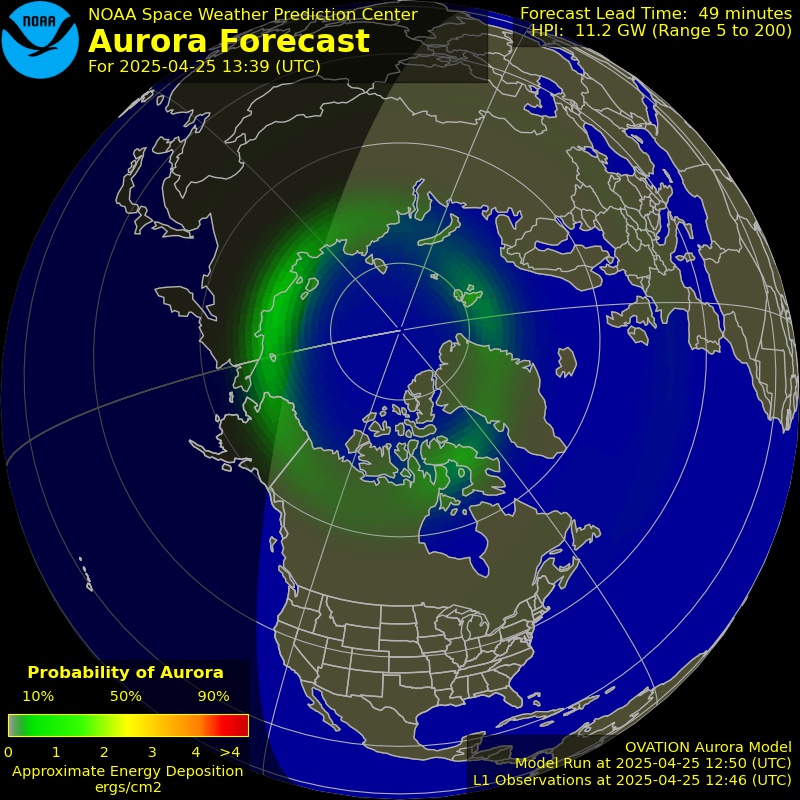 NOAA
NOAA Space Weather Prediction Center
Aurora Forecast
For 2025-04-25 13:39 (UTC)
Forecast Lead Time: 49 minutes
HPI: 11.2 GW (Range 5 to 200)
Probability of Aurora
10% 50% 90%
0 1 2 3 4 >4
Approximate Energy Deposition
ergs/cm2
OVATION Aurora Model
Model Run at 2025-04-25 12:50 (UTC)
L1 Observations at 2025-04-25 12:46 (UTC)